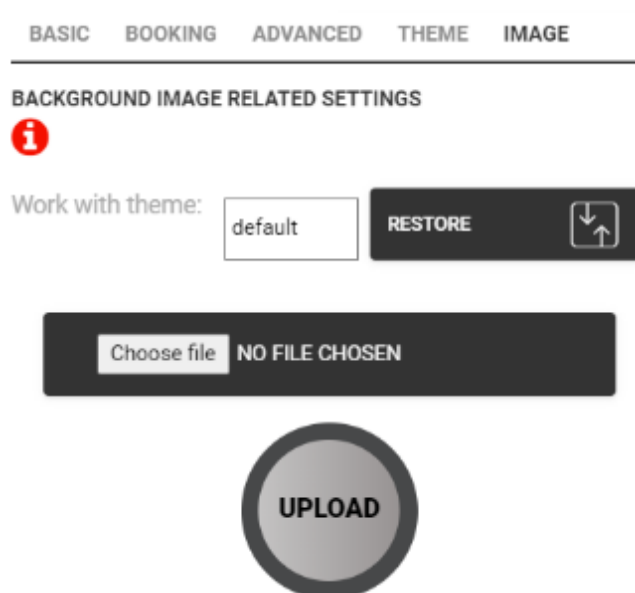 BASIC BOOKING ADVANCED THEME IMAGE
BACKGROUND IMAGE RELATED SETTINGS
Work with theme: default RESTORE
Choose file NO FILE CHOSEN
UPLOAD